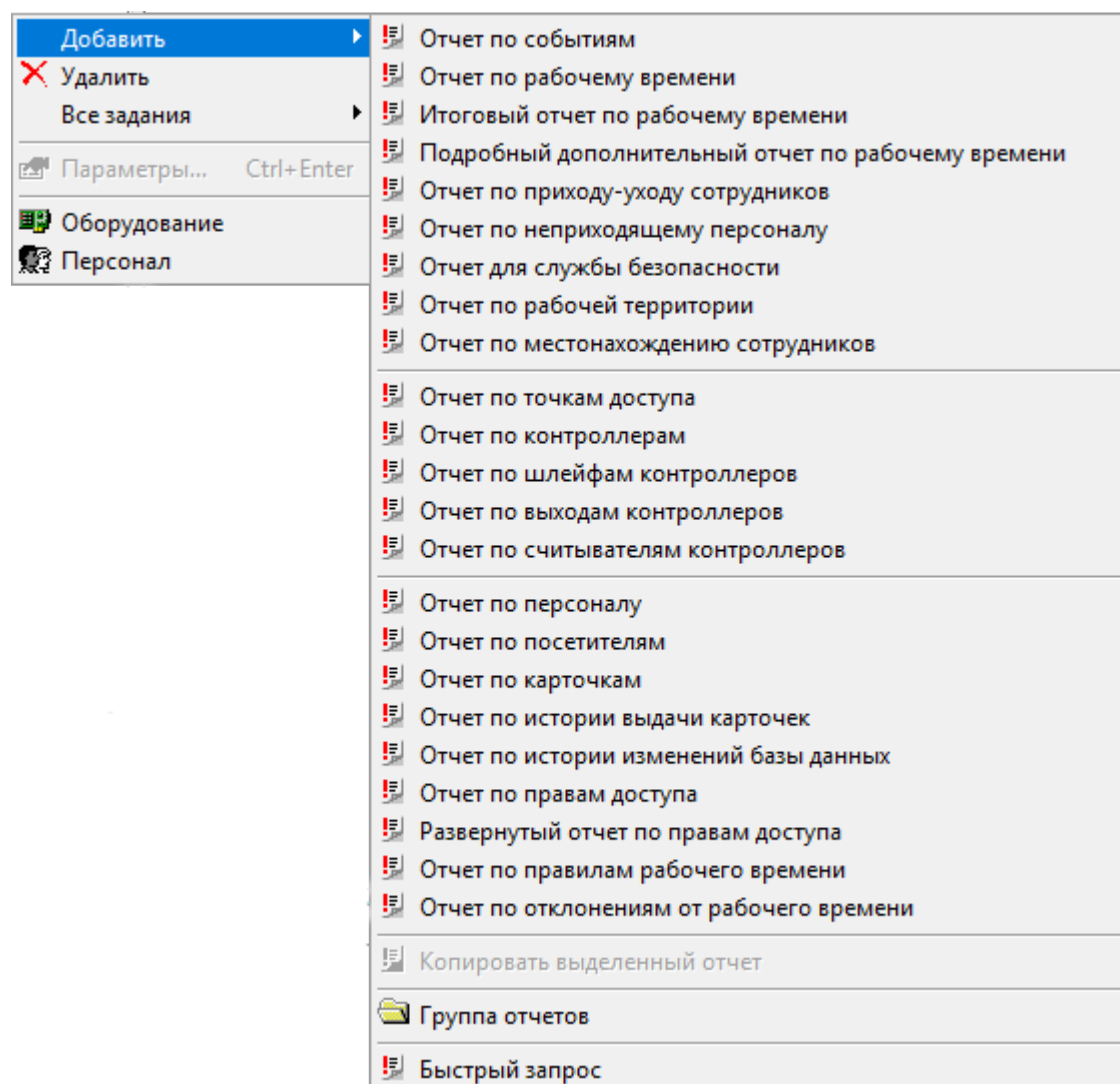 Добавить
Удалить
Все задания
Параметры... Ctrl+Enter
Оборудование
Персонал
Отчет по событиям
Отчет по рабочему времени
Итоговый отчет по рабочему времени
Подробный дополнительный отчет по рабочему времени
Отчет по приходу-уходу сотрудников
Отчет по неприходящему персоналу
Отчет для службы безопасности
Отчет по рабочей территории
Отчет по местонахождению сотрудников
Отчет по точкам доступа
Отчет по контроллерам
Отчет по шлейфам контроллеров
Отчет по выходам контроллеров
Отчет по считывателям контроллеров
Отчет по персоналу
Отчет по посетителям
Отчет по карточкам
Отчет по истории выдачи карточек
Отчет по истории изменений базы данных
Отчет по правам доступа
Развернутый отчет по правам доступа
Отчет по правилам рабочего времени
Отчет по отклонениям от рабочего времени
Копировать выделенный отчет
Группа отчетов
Быстрый запрос